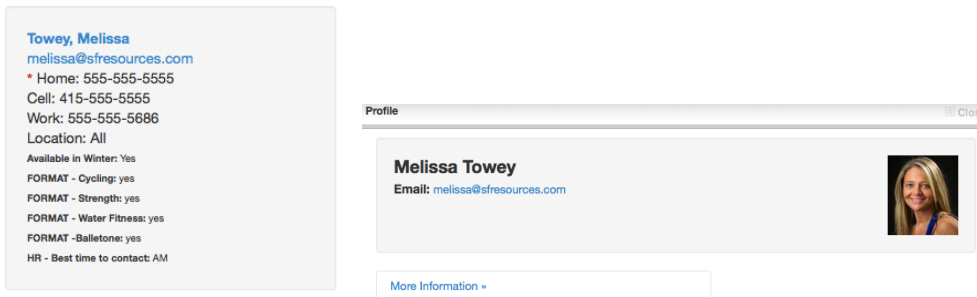 Towey, Melissa
melissa@sfresources.com
* Home: 555-555-5555
Cell: 415-555-5555
Work: 555-555-5686
Location: All
Available in Winter: Yes
FORMAT - Cycling: yes
FORMAT - Strength: yes
FORMAT - Water Fitness: yes
FORMAT -Balletone: yes
HR - Best time to contact: AM
Profile
Clos
Melissa Towey
Email: melissa@sfresources.com
More Information »